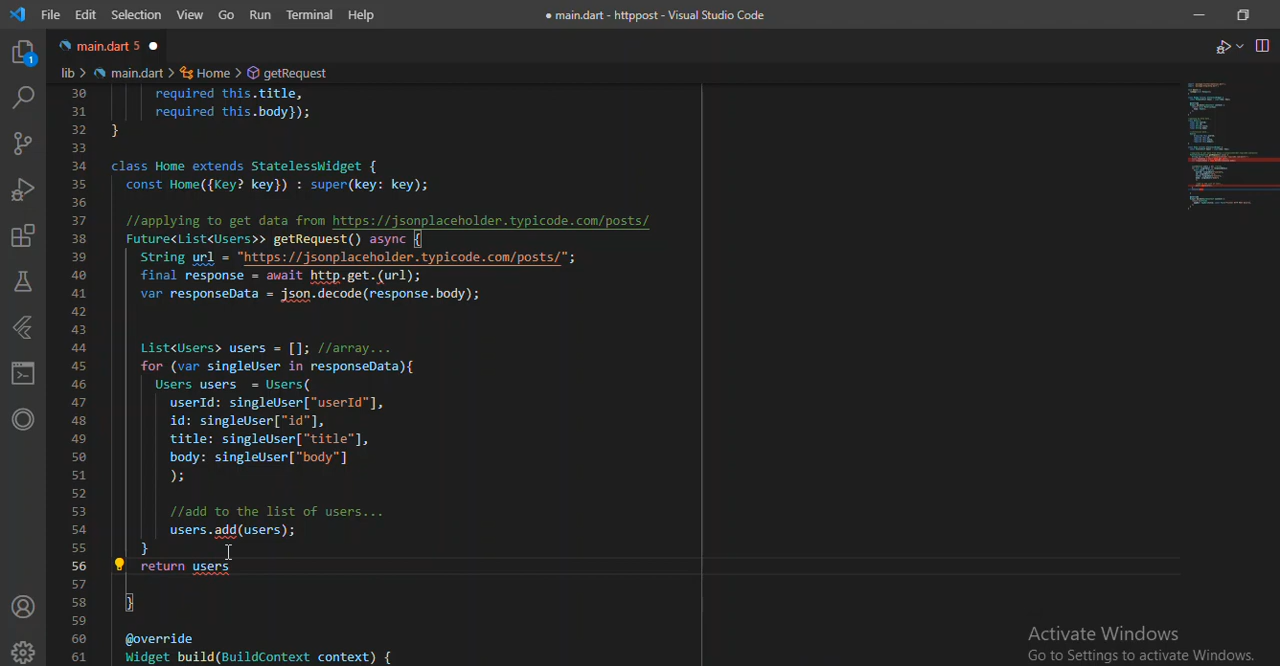 File Edit Selection View Go Run Terminal Help
● main.dart - httppost - Visual Studio Code
main.dart 5 ●
1
lib > main.dart > Home > getRequest
30 required this.title,
31 required this.body});
32 }
33
34 class Home extends StatelessWidget {
35 const Home({Key? key}) : super(key: key);
36
37 //applying to get data from https://jsonplaceholder.typicode.com/posts/
38 Future<List<Users>> getRequest() async {
39 String url = "https://jsonplaceholder.typicode.com/posts/";
40 final response = await http.get.(url);
41 var responseData = json.decode(response.body);
42
43
44 List<Users> users = []; //array...
45 for (var singleUser in responseData){
46 Users users  = Users(
47 userId: singleUser["userId"],
48 id: singleUser["id"],
49 title: singleUser["title"],
50 body: singleUser["body"]
51 );
52
53 //add to the list of users...
54 users.add(users);
55 }
56 return users
57
58 }
59
60 @override
61 Widget build(BuildContext context) {
Activate Windows
Go to Settings to activate Windows.